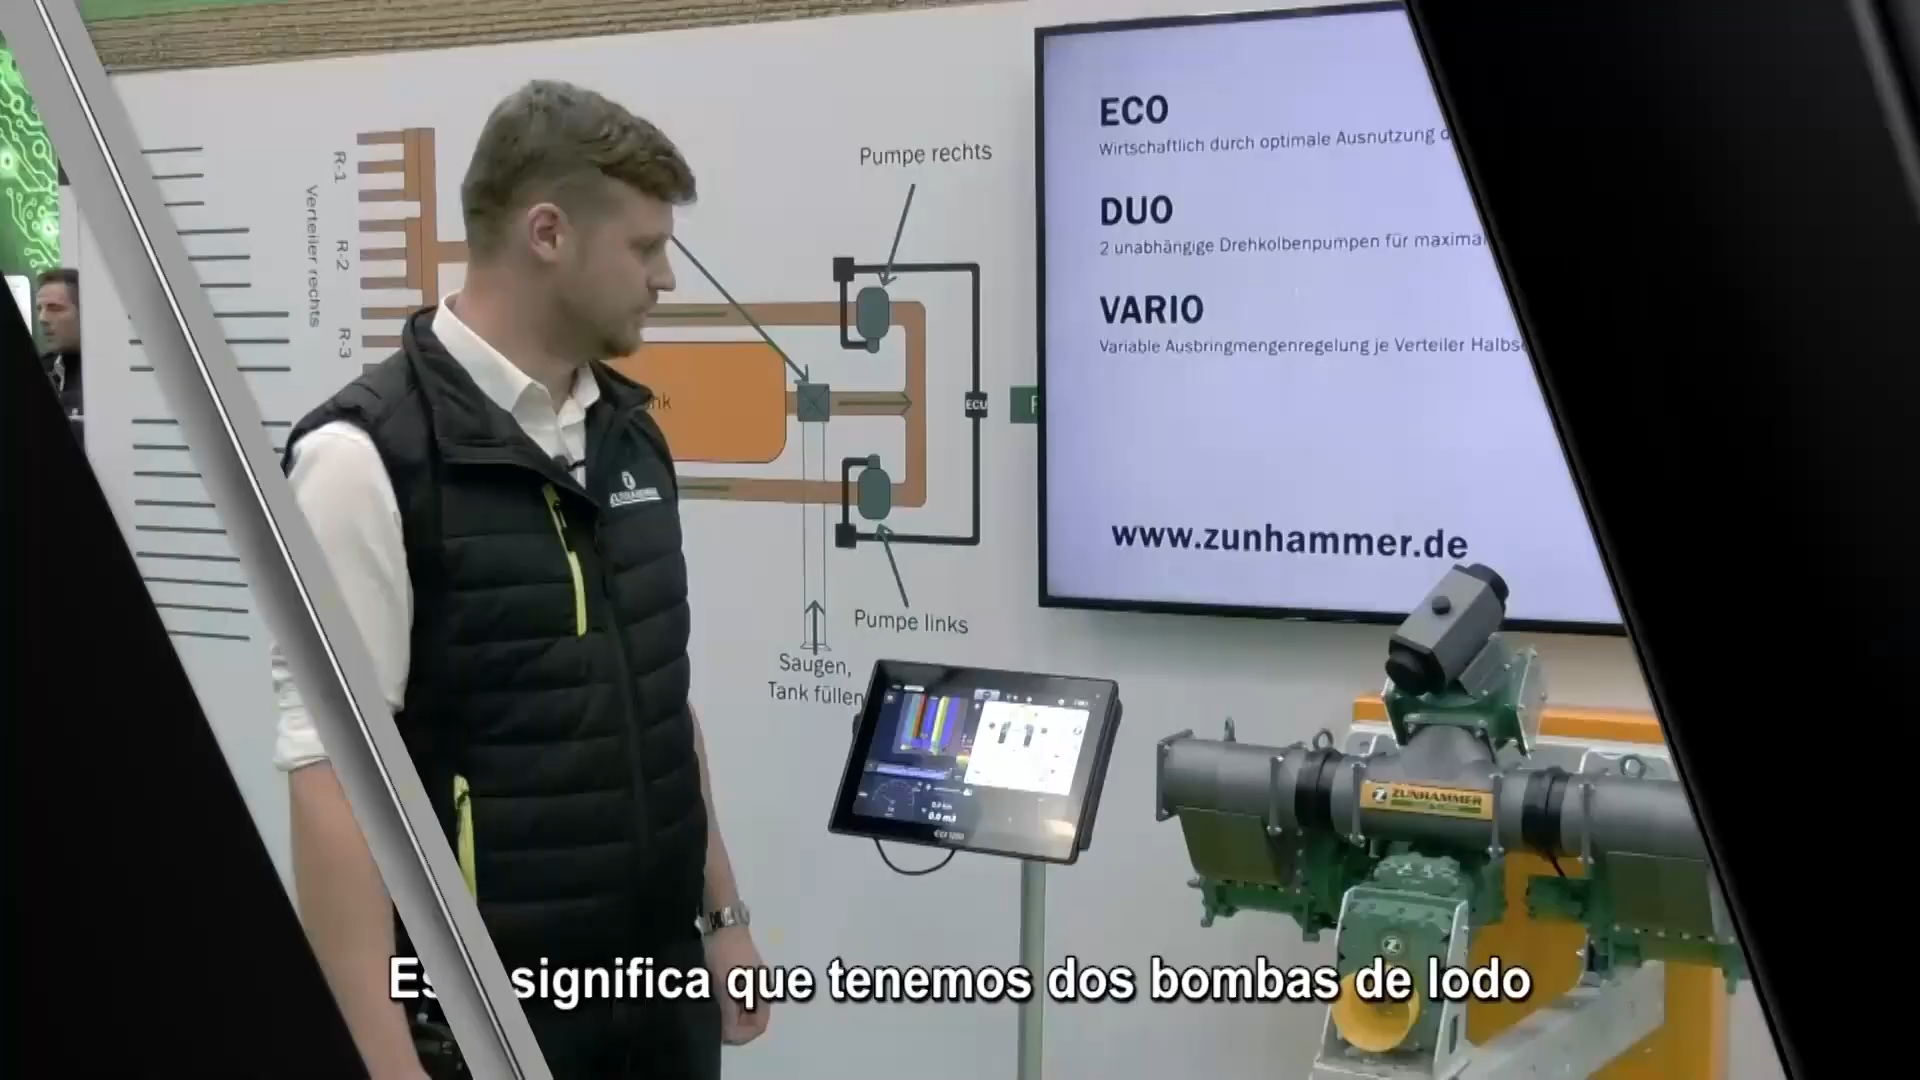 ECO
Wirtschaftlich durch optimale Ausnutzung
DUO
2 unabhängige Drehkolbenpumpen für
VARIO
Variable Ausbringmengenregelung je Verteiler
www.zunhammer.de
Pumpe rechts
R-1
R-2
R-3
Verteiler rechts
ECU
Pumpe links
Saugen,
Tank füllen
ZUNHAMMER
ZUNHAMMER
significa que tenemos dos bombas de lodo